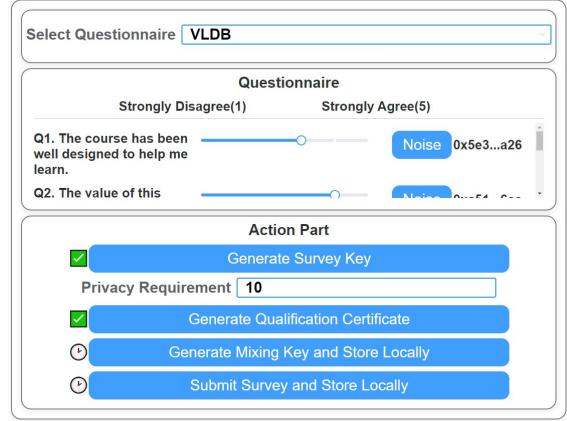 Select Questionnaire VLDB
Questionnaire
Strongly Disagree(1) Strongly Agree(5)
Q1. The course has been
well designed to help me
learn.
Noise 0x5e3...a26
Q2. The value of this
Action Part
Generate Survey Key
Privacy Requirement 10
Generate Qualification Certificate
Generate Mixing Key and Store Locally
Submit Survey and Store Locally